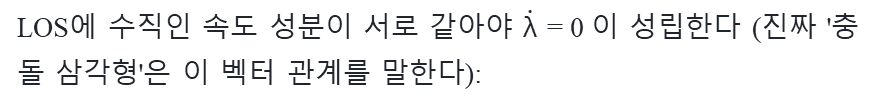 LOS에 수직인 속도 성분이 서로 같아야 λ̇ = 0 이 성립한다 (진짜 '충
돌 삼각형'은 이 벡터 관계를 말한다):